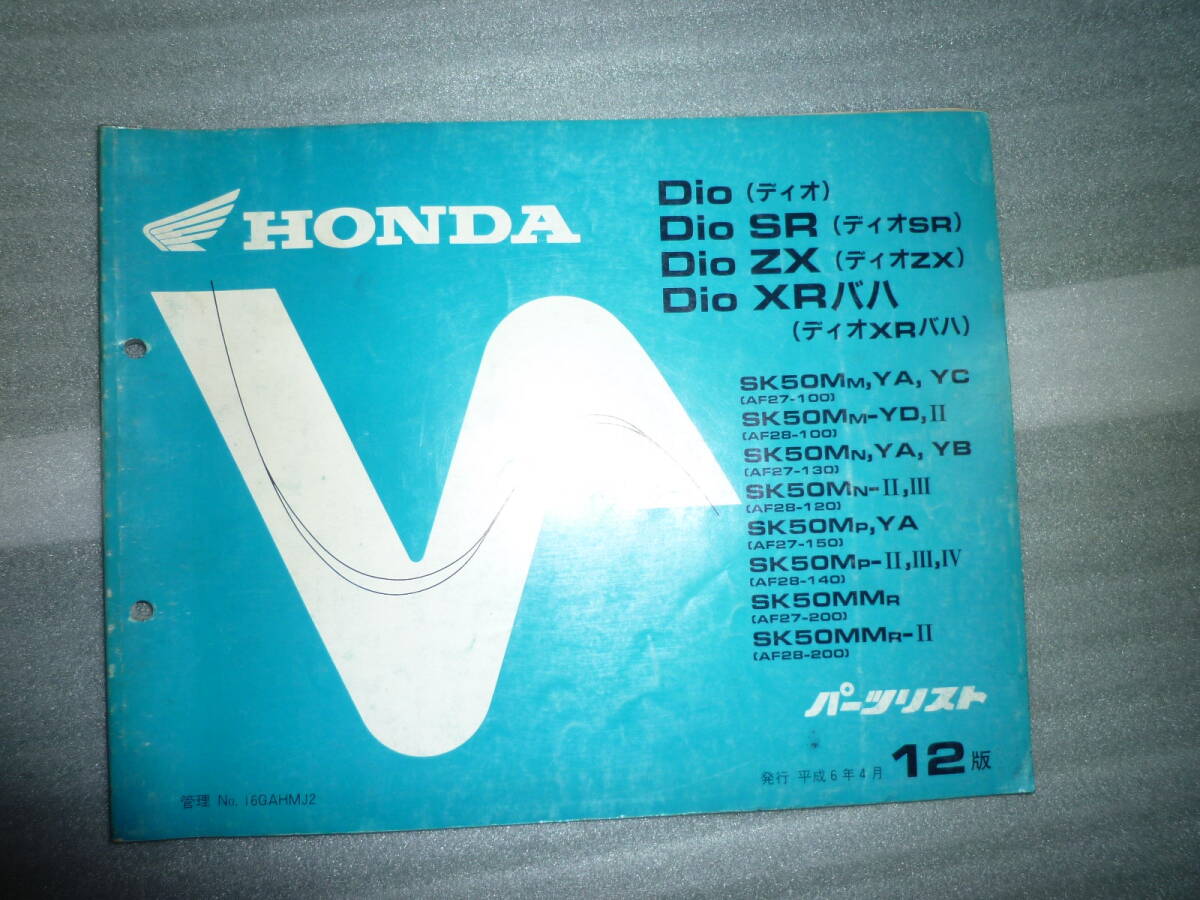 HONDA
Dio (ディオ)
Dio SR (ディオSR)
Dio ZX (ディオZX)
Dio XRバハ
(ディオXRバハ)
SK50MM,YA, YC
(AF27-100)
SK50MM-YD,II
(AF28-100)
SK50MN,YA, YB
(AF27-130)
SK50MN-II,III
(AF28-120)
SK50MP,YA
(AF27-150)
SK50MP-II,III,IV
(AF28-140)
SK50MMR
(AF27-200)
SK50MMR-II
(AF28-200)
パーツリスト
発行 平成6年4月 12版
管理 No. 16GAHMJ2